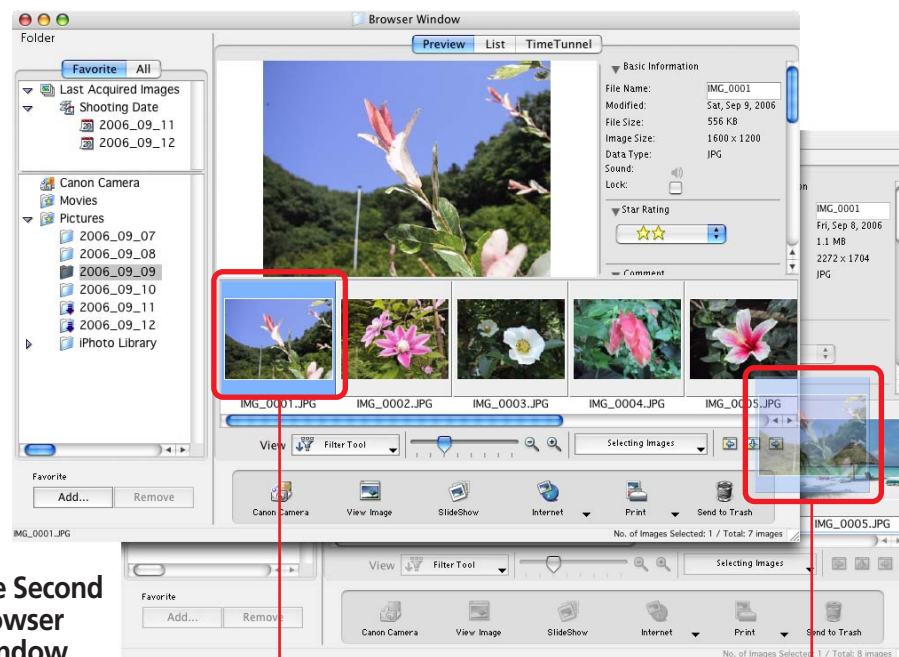 Browser Window
Folder
Preview List TimeTunnel
Favorite All
Last Acquired Images
Shooting Date
2006_09_11
2006_09_12
Canon Camera
Movies
Pictures
2006_09_07
2006_09_08
2006_09_09
2006_09_10
2006_09_11
2006_09_12
iPhoto Library
Basic Information
File Name: IMG_0001
Modified: Sat, Sep 9, 2006
File Size: 556 KB
Image Size: 1600 x 1200
Data Type: JPG
Sound:
Lock:
Star Rating
Comment
IMG_0001.JPG IMG_0002.JPG IMG_0003.JPG IMG_0004.JPG IMG_0005.JPG
View Filter Tool Selecting Images
Favorite
Add... Remove
Canon Camera View Image SlideShow Internet Print Send to Trash
IMG_0001.JPG
No. of Images Selected: 1 / Total: 7 images
IMG_0001
Fri, Sep 8, 2006
1.1 MB
2272 x 1704
JPG
IMG_0005.JPG
View Filter Tool Selecting Images
Favorite
Add... Remove
Canon Camera View Image SlideShow Internet Print Send to Trash
No. of Images Selected: 1 / Total: 8 images
Second
Window